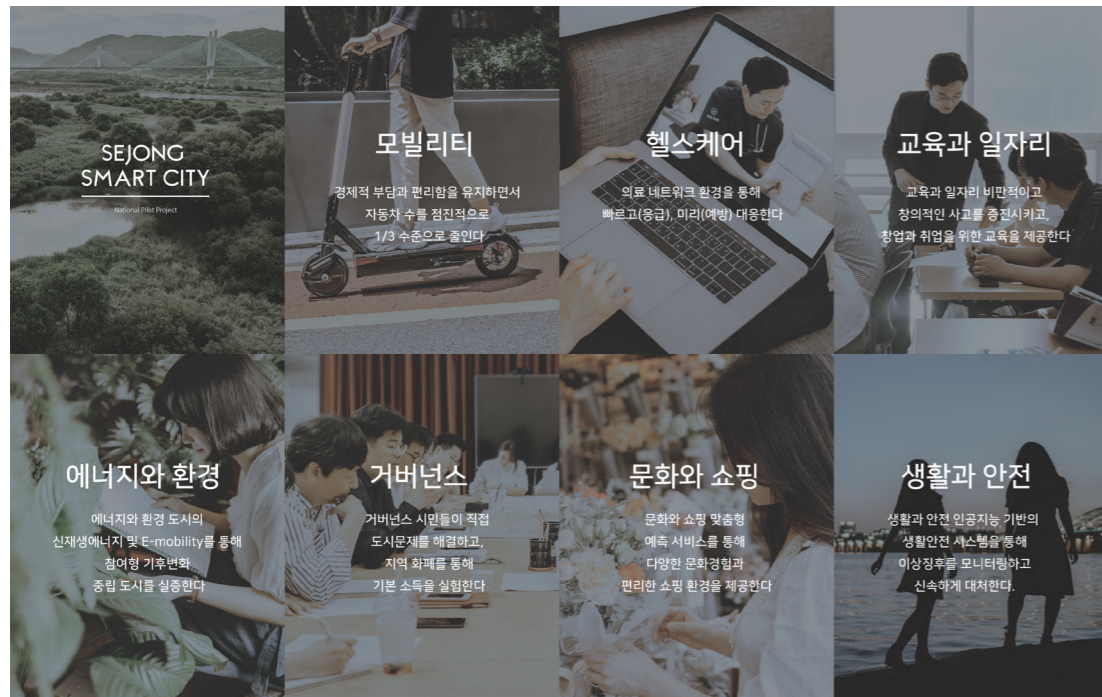 SEJONG
SMART CITY
National Pilot Project
모빌리티
경제적 부담과 편리함을 유지하면서
자동차 수를 점진적으로
1/3 수준으로 줄인다
헬스케어
의료 네트워크 환경을 통해
빠르고(응급), 미리(예방) 대응한다
교육과 일자리
교육과 일자리 비판적이고
창의적인 사고를 증진시키고,
창업과 취업을 위한 교육을 제공한다
에너지와 환경
에너지와 환경 도시의
신재생에너지 및 E-mobility를 통해
참여형 기후변화
중립 도시를 실증한다
거버넌스
거버넌스 시민들이 직접
도시문제를 해결하고,
지역 화폐를 통해
기본 소득을 실험한다
문화와 쇼핑
문화와 쇼핑 맞춤형
예측 서비스를 통해
다양한 문화경험과
편리한 쇼핑 환경을 제공한다
생활과 안전
생활과 안전 인공지능 기반의
생활안전 시스템을 통해
이상징후를 모니터링하고
신속하게 대처한다.